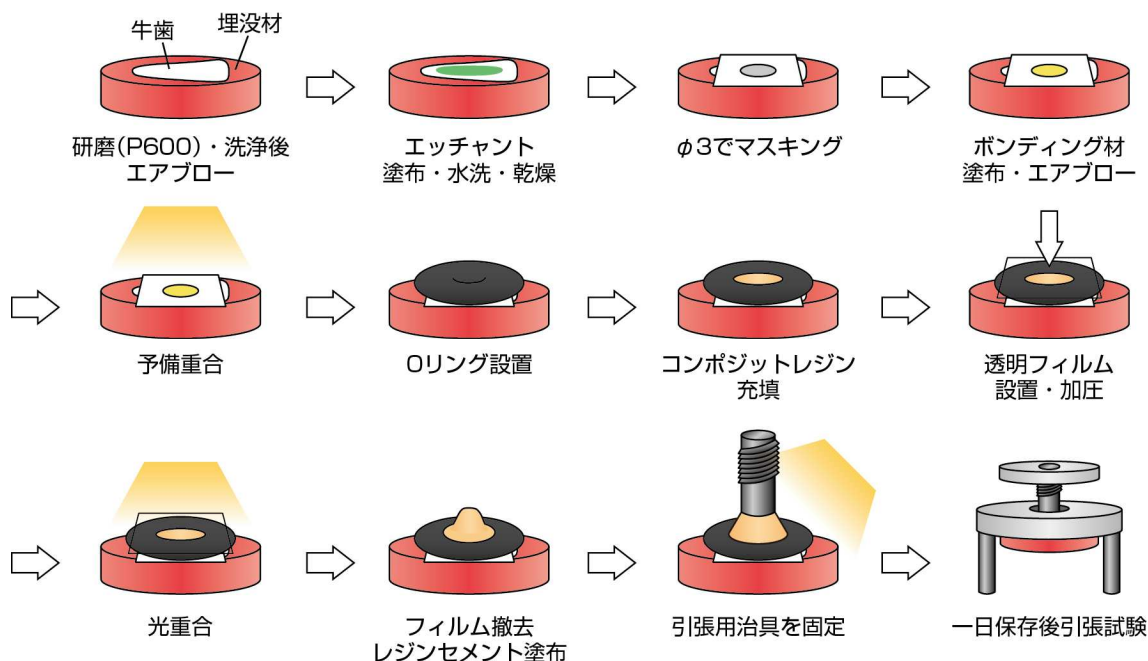 牛歯
埋没材
研磨(P600)・洗浄後
エアブロー
エッチャント
塗布・水洗・乾燥
φ3でマスキング
ボンディング材
塗布・エアブロー
予備重合
Oリング設置
コンポジットレジン
充填
透明フィルム
設置・加圧
光重合
フィルム撤去
レジンセメント塗布
引張用治具を固定
一日保存後引張試験